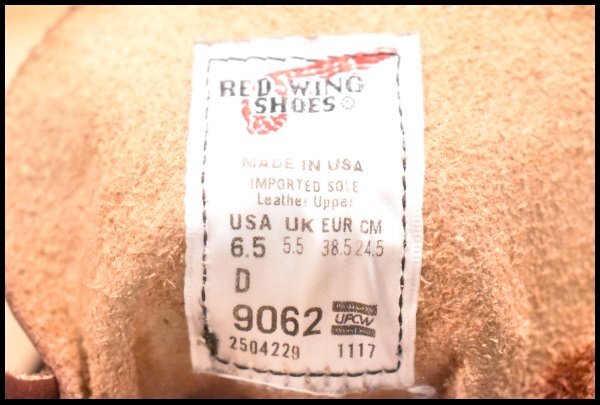 RED WING
SHOES®
MADE IN USA
IMPORTED SOLE
Leather Upper
USA UK EUR CM
6.5 5.5 38.5 24.5
D
9062 UFCW
2504229 1117